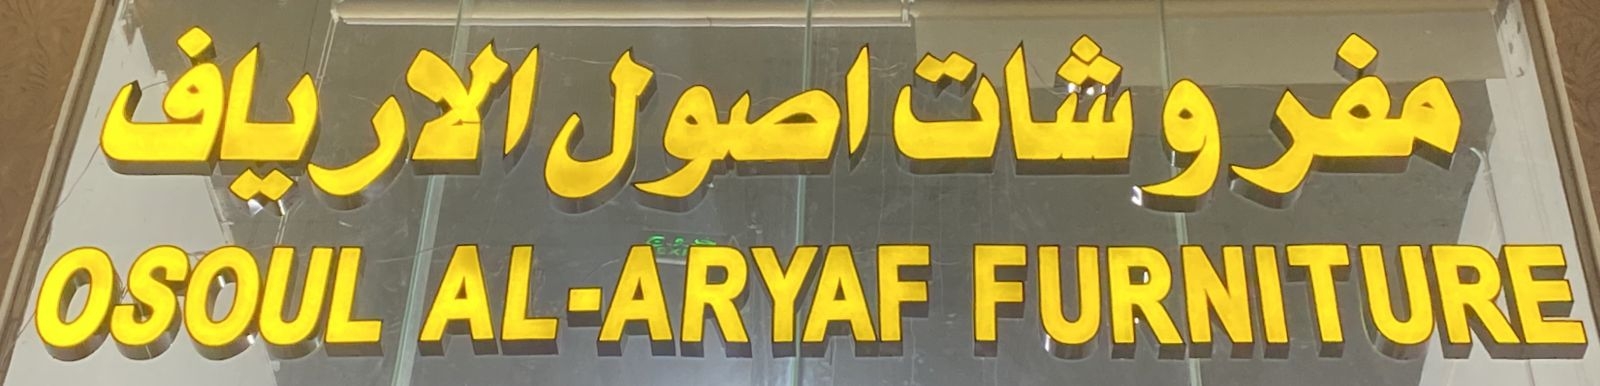 مفروشات اصول الارياف
OSOUL AL-ARYAF FURNITURE